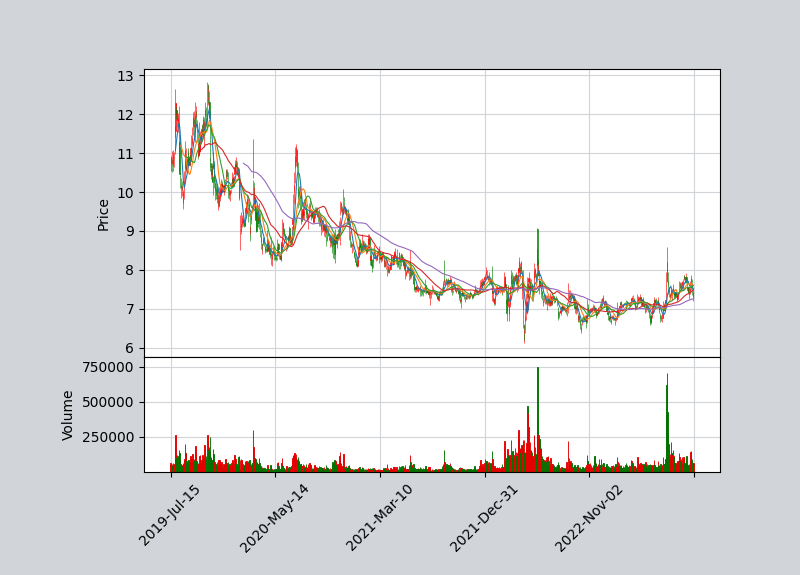 13
12
11
10
9
8
7
6
Price
750000
500000
250000
Volume
2019-Jul-15
2020-May-14
2021-Mar-10
2021-Dec-31
2022-Nov-02